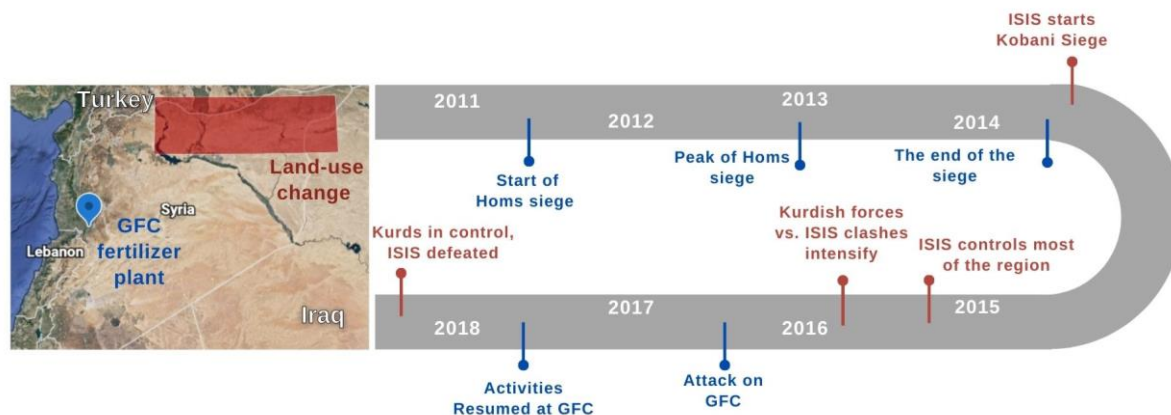 Turkey
Land-use
change
Syria
GFC
fertilizer
plant
Lebanon
Iraq
ISIS starts
Kobani Siege
2011
2012
2013
2014
Start of
Homs siege
Peak of Homs
siege
The end of the
siege
Kurds in control,
ISIS defeated
Kurdish forces
vs. ISIS clashes
intensify
ISIS controls most
of the region
2018
2017
2016
2015
Activities
Resumed at GFC
Attack on
GFC